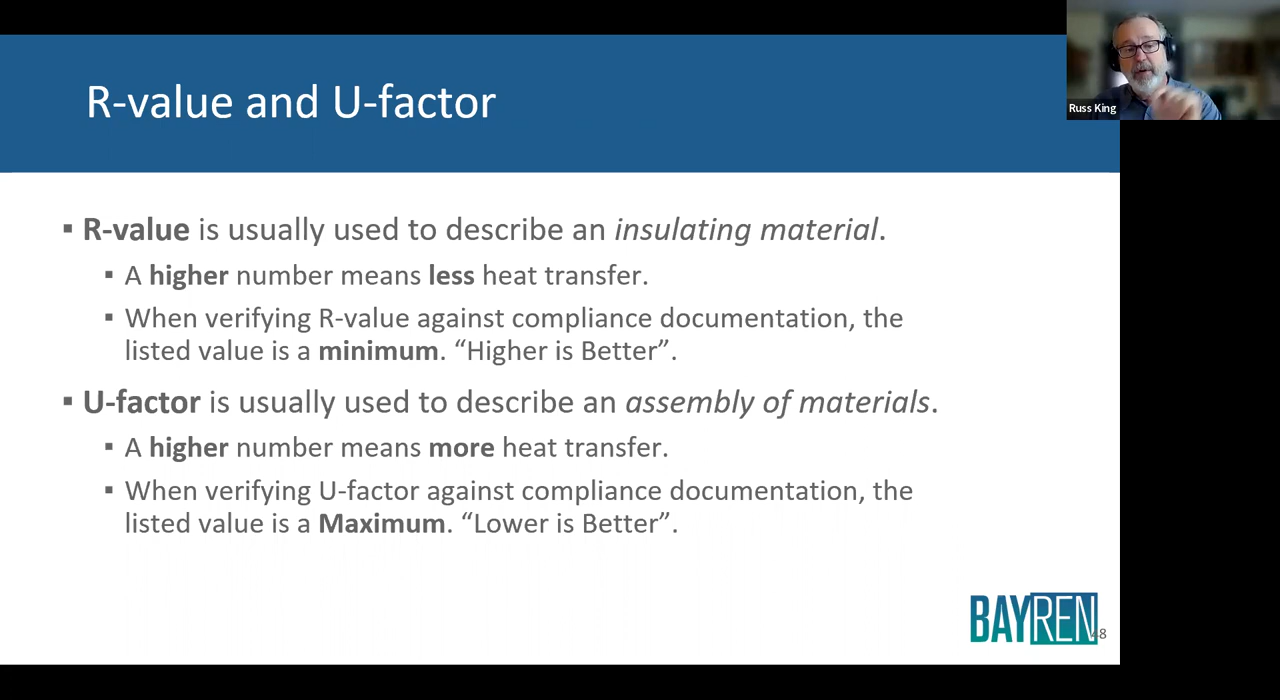 R-value and U-factor
Russ King
▪ R-value is usually used to describe an insulating material.
▪ A higher number means less heat transfer.
▪ When verifying R-value against compliance documentation, the
listed value is a minimum. “Higher is Better”.
▪ U-factor is usually used to describe an assembly of materials.
▪ A higher number means more heat transfer.
▪ When verifying U-factor against compliance documentation, the
listed value is a Maximum. “Lower is Better”.
BAYREN
48